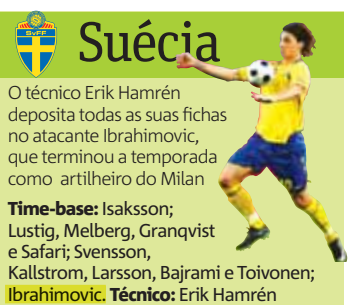 SvFF
Suécia
O técnico Erik Hamrén
deposita todas as suas fichas
no atacante Ibrahimovic,
que terminou a temporada
como artilheiro do Milan
Time-base: Isaksson;
Lustig, Melberg, Granqvist
e Safari; Svensson,
Kallstrom, Larsson, Bajrami e Toivonen;
Ibrahimovic. Técnico: Erik Hamrén